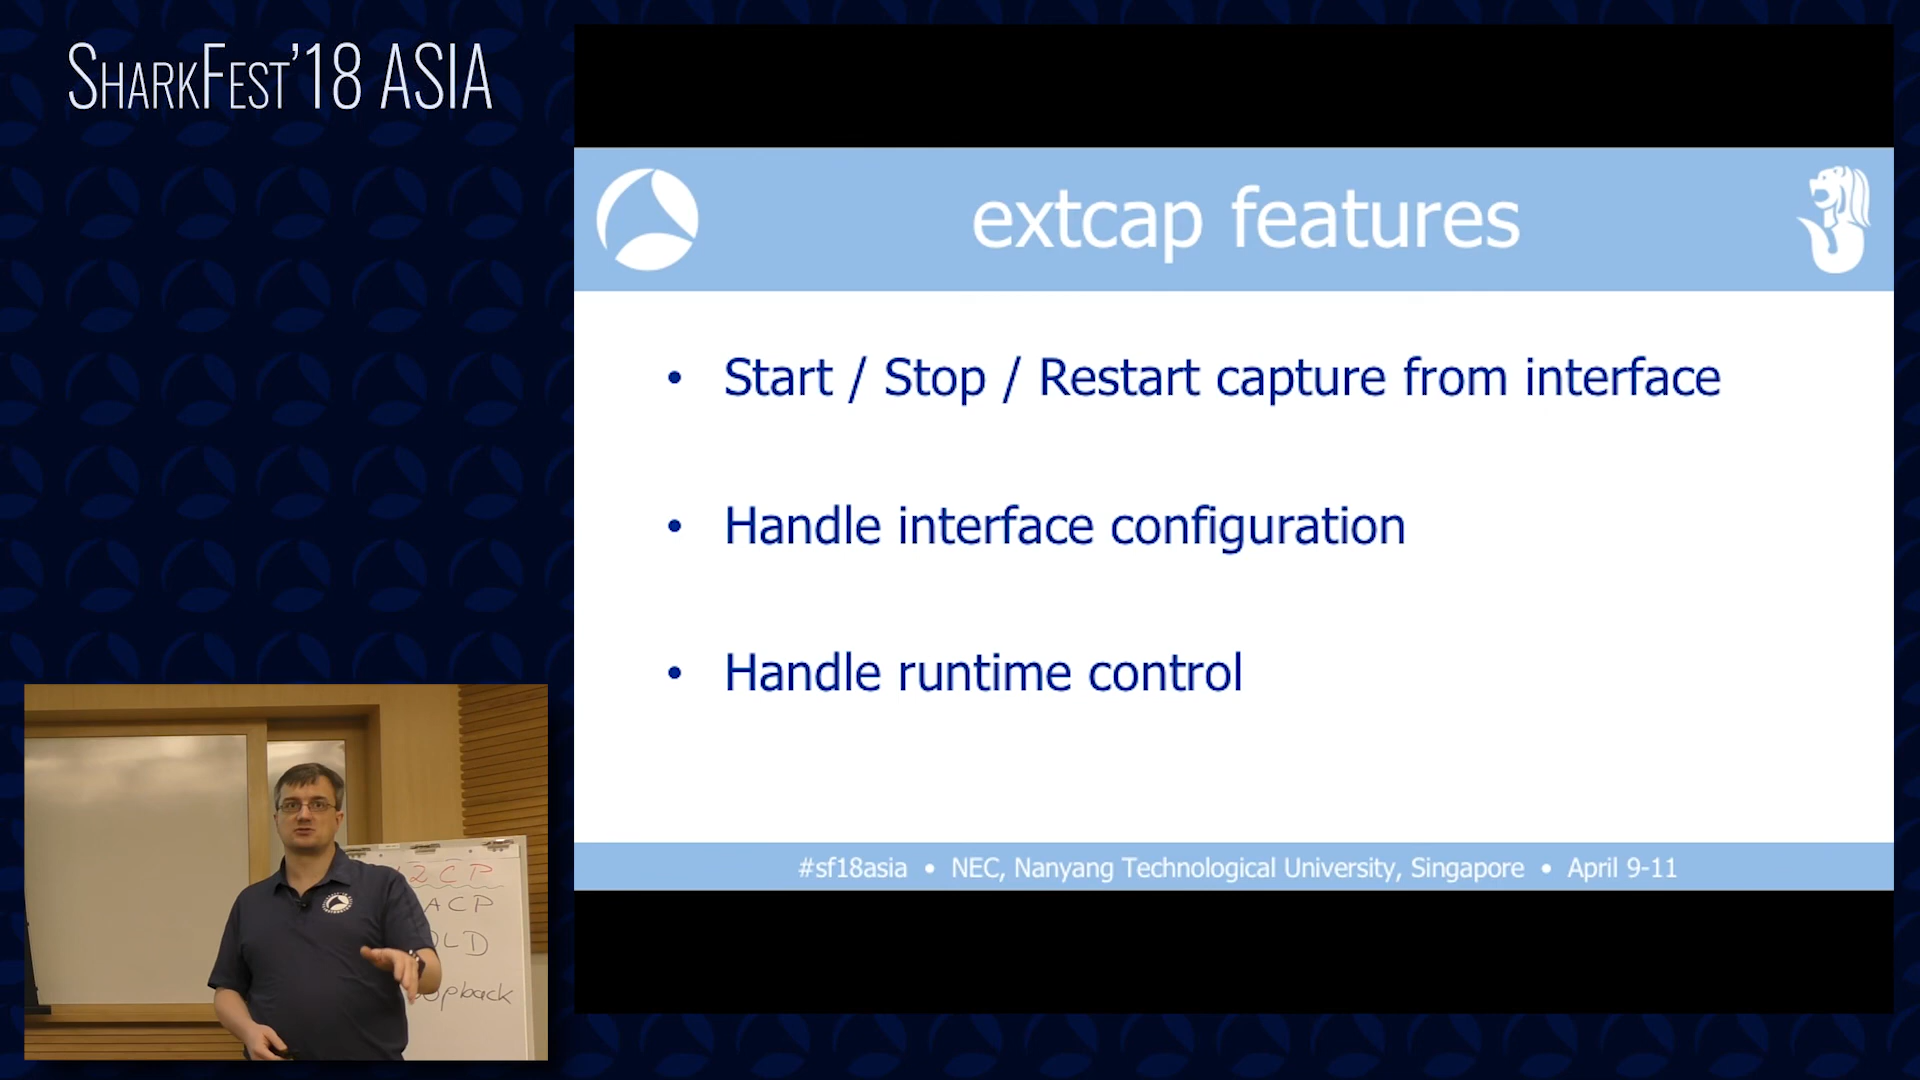 SHARKFEST'18 ASIA
extcap features
• Start / Stop / Restart capture from interface
• Handle interface configuration
• Handle runtime control
#sf18asia • NEC, Nanyang Technological University, Singapore • April 9-11